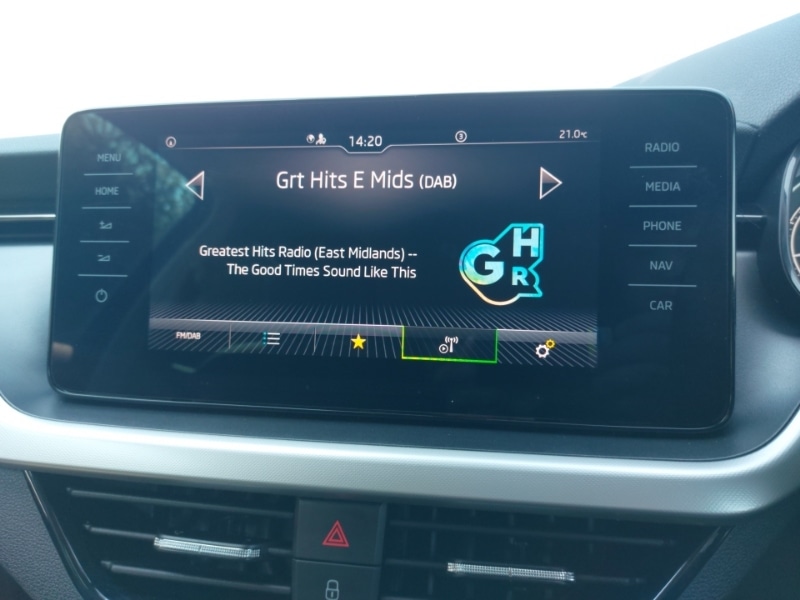 14:20
3
21.0°C
MENU
HOME
Grt Hits E Mids (DAB)
Greatest Hits Radio (East Midlands) --
The Good Times Sound Like This
GHR
FM/DAB
RADIO
MEDIA
PHONE
NAV
CAR